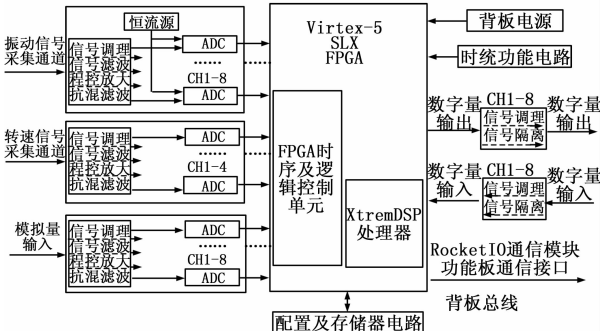 恒流源
振动信号
采集通道
信号调理
信号滤波
程控放大
抗混滤波
ADC
CH1-8
ADC
转速信号
采集通道
信号调理
信号滤波
程控放大
抗混滤波
ADC
CH1-4
ADC
模拟量
输入
信号调理
信号滤波
程控放大
抗混滤波
ADC
CH1-8
ADC
Virtex-5
SLX
FPGA
FPGA时
序及逻
辑控制
单元
XtremDSP
处理器
背板电源
时统功能电路
数字量
输出
CH1-8
信号调理
信号隔离
数字量
输出
数字量
输入
CH1-8
信号调理
信号隔离
数字量
输入
RocketIO通信模块
功能板通信接口
背板总线
配置及存储器电路